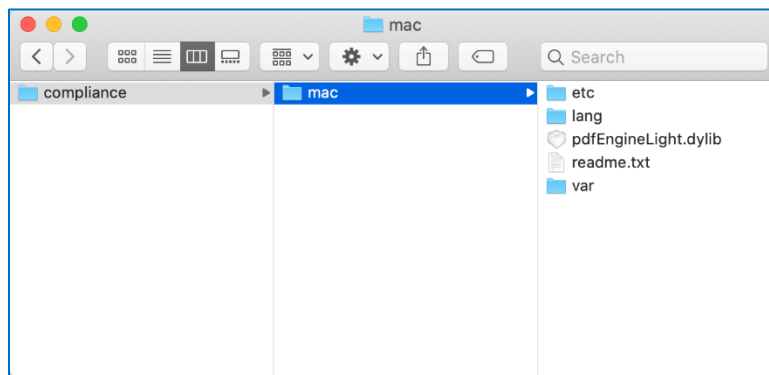 mac
Search
compliance
mac
etc
lang
pdfEngineLight.dylib
readme.txt
var